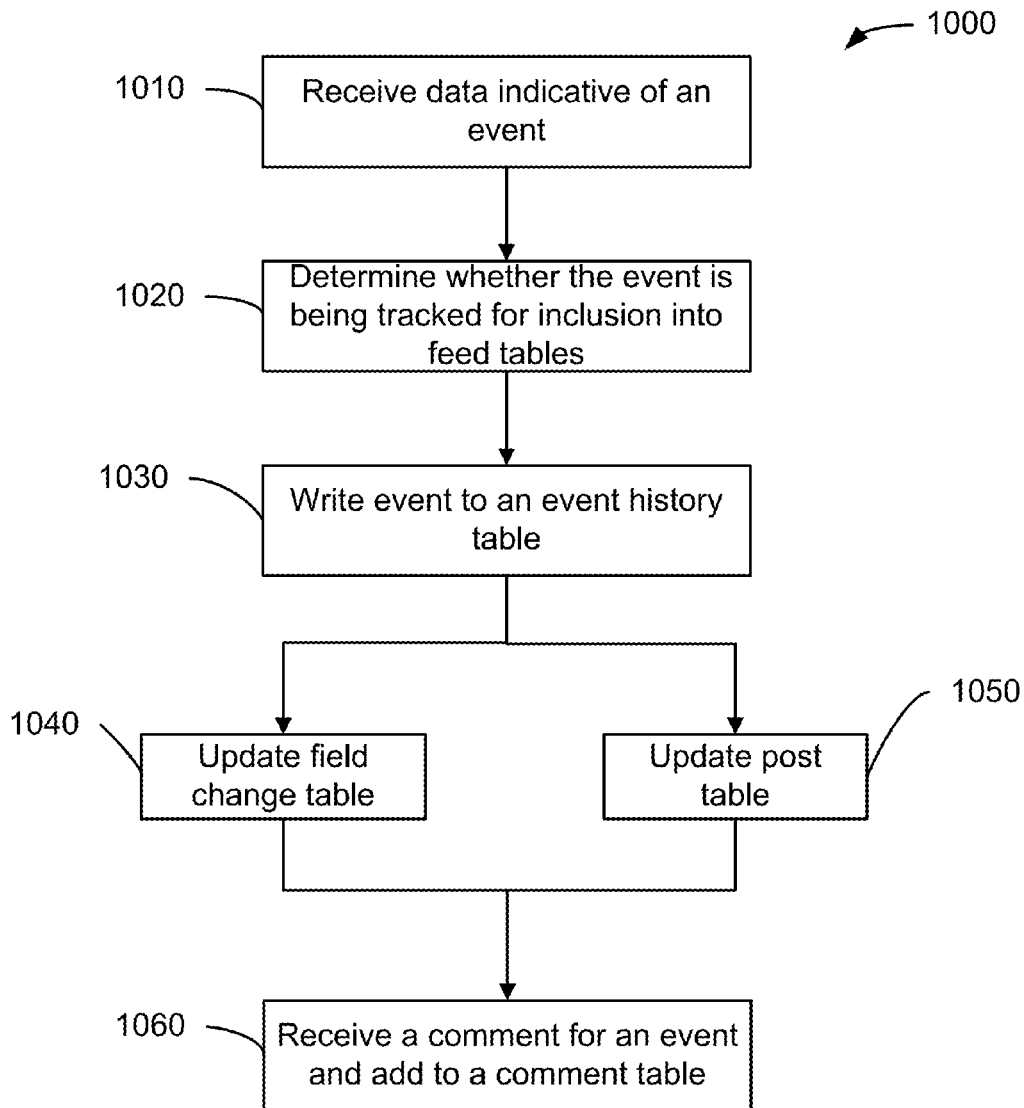 1000
1010
Receive data indicative of an
event
1020
Determine whether the event is
being tracked for inclusion into
feed tables
1030
Write event to an event history
table
1040
Update field
change table
1050
Update post
table
1060
Receive a comment for an event
and add to a comment table